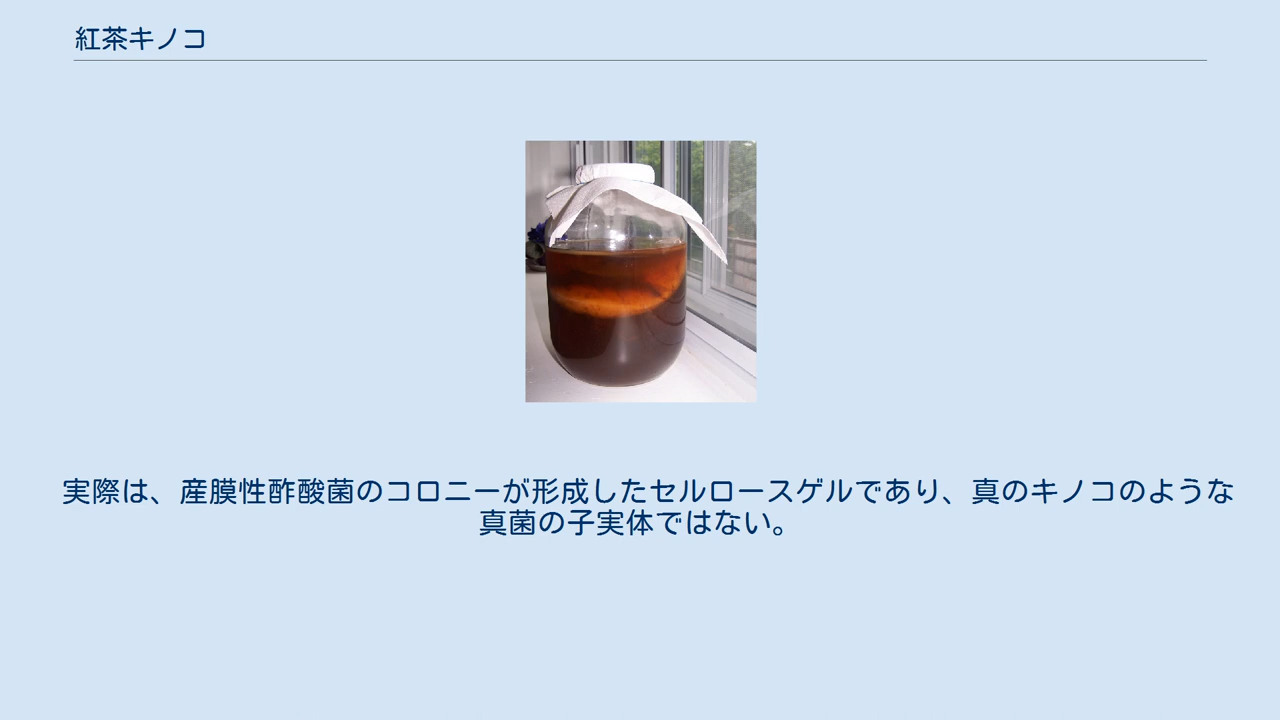 紅茶キノコ
実際は、産膜性酢酸菌のコロニーが形成したセルロースゲルであり、真のキノコのような
真菌の子実体ではない。